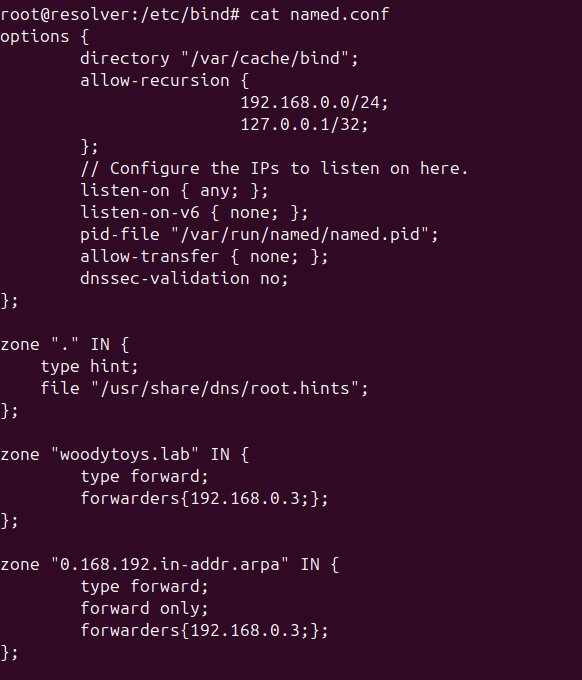 root@resolver:/etc/bind# cat named.conf
options {
        directory "/var/cache/bind";
        allow-recursion {
                        192.168.0.0/24;
                        127.0.0.1/32;
        };
        // Configure the IPs to listen on here.
        listen-on { any; };
        listen-on-v6 { none; };
        pid-file "/var/run/named/named.pid";
        allow-transfer { none; };
        dnssec-validation no;
};

zone "." IN {
    type hint;
    file "/usr/share/dns/root.hints";
};

zone "woodytoys.lab" IN {
        type forward;
        forwarders{192.168.0.3;};
};

zone "0.168.192.in-addr.arpa" IN {
        type forward;
        forward only;
        forwarders{192.168.0.3;};
};